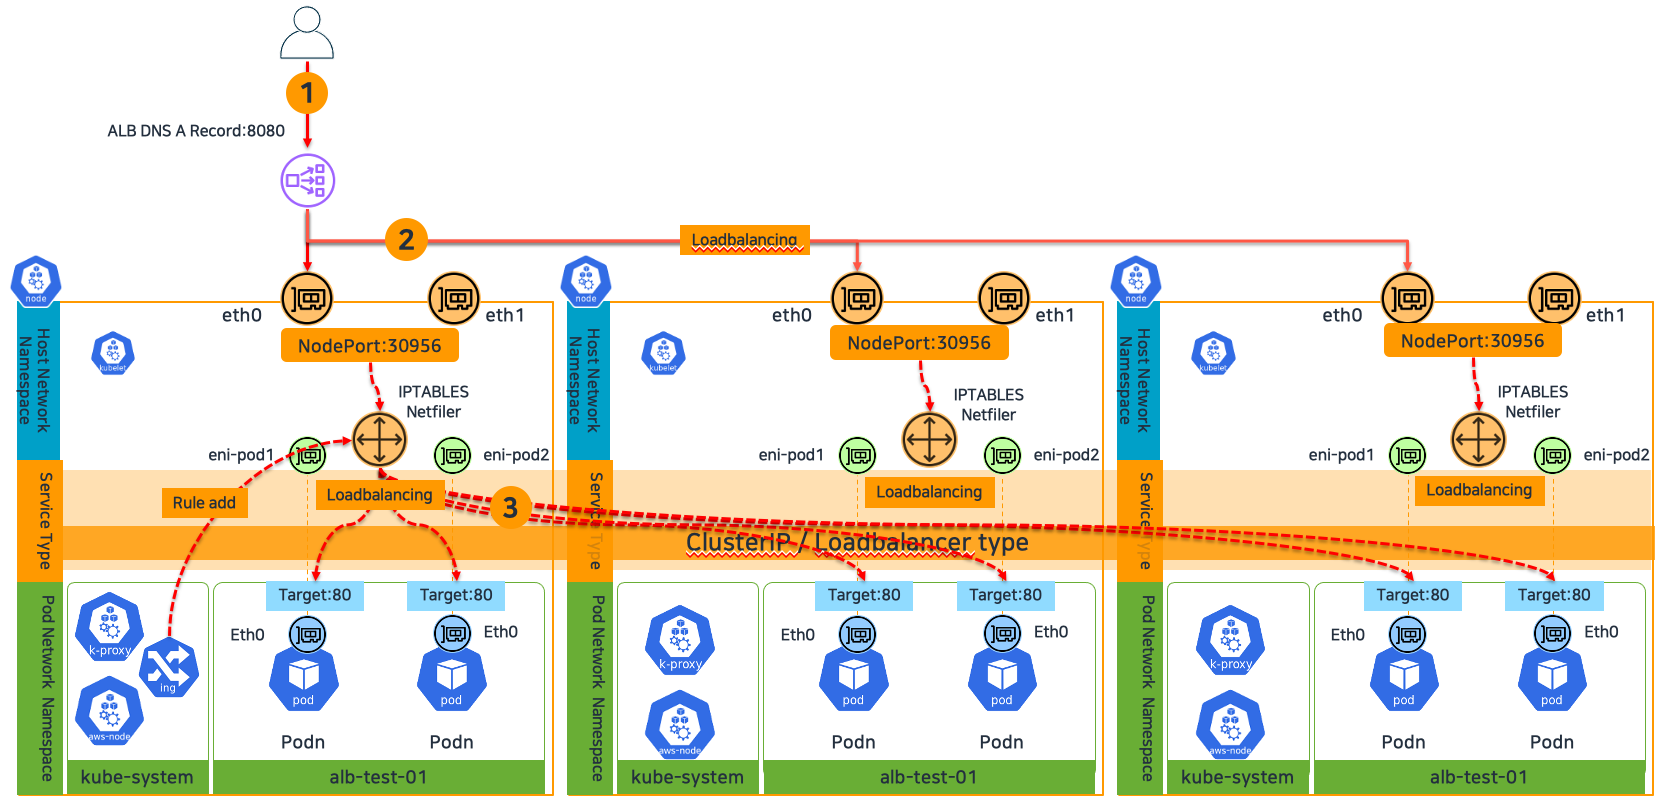 1
ALB DNS A Record:8080
2
Loadbalancing
node
eth0
eth1
NodePort:30956
Host Network
Namespace
kubelet
IPTABLES
Netfiler
eni-pod1
eni-pod2
Rule add
Loadbalancing
3
Service Type
Target:80
Target:80
Eth0
Eth0
k-proxy
ing
aws-node
pod
pod
Podn
Podn
Pod Network Namespace
kube-system
alb-test-01
node
eth0
eth1
NodePort:30956
Host Network
Namespace
kubelet
IPTABLES
Netfiler
eni-pod1
eni-pod2
Loadbalancing
Service Type
ClusterIP / Loadbalancer type
Target:80
Target:80
Eth0
Eth0
k-proxy
aws-node
pod
pod
Podn
Podn
Pod Network Namespace
kube-system
alb-test-01
node
eth0
eth1
NodePort:30956
Host Network
Namespace
kubelet
IPTABLES
Netfiler
eni-pod1
eni-pod2
Loadbalancing
Service Type
Target:80
Target:80
Eth0
Eth0
k-proxy
aws-node
pod
pod
Podn
Podn
Pod Network Namespace
kube-system
alb-test-01